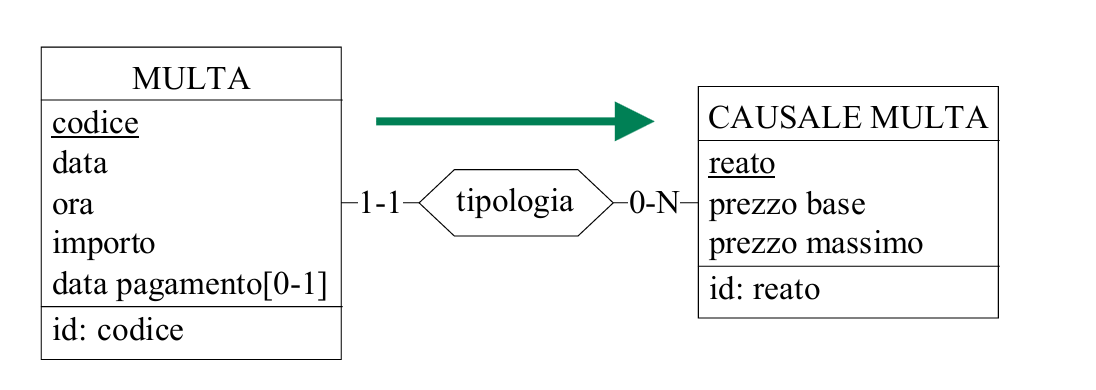 MULTA
codice
data
ora
importo
data pagamento[0-1]
id: codice
1-1
tipologia
0-N
CAUSALE MULTA
reato
prezzo base
prezzo massimo
id: reato